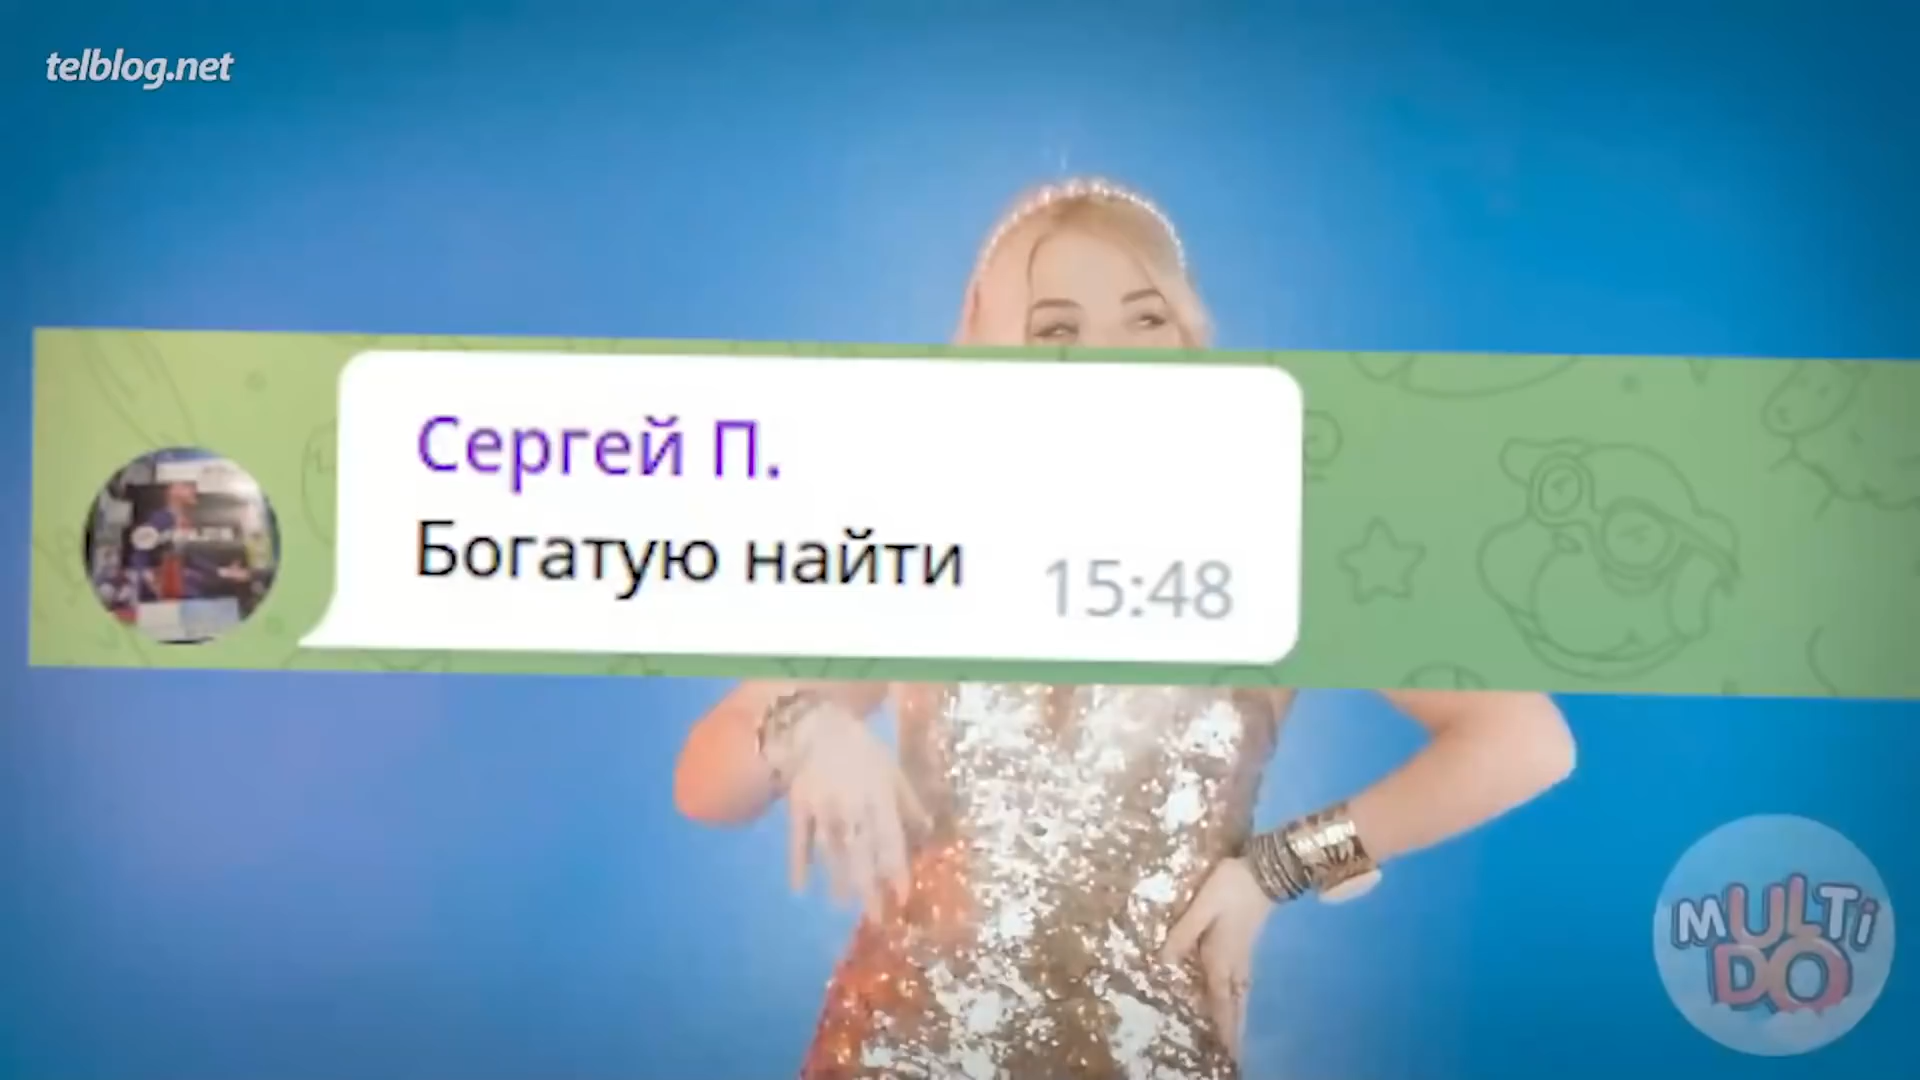 telblog.net
Сергей П.
Богатую найти
15:48
MULTi
DO